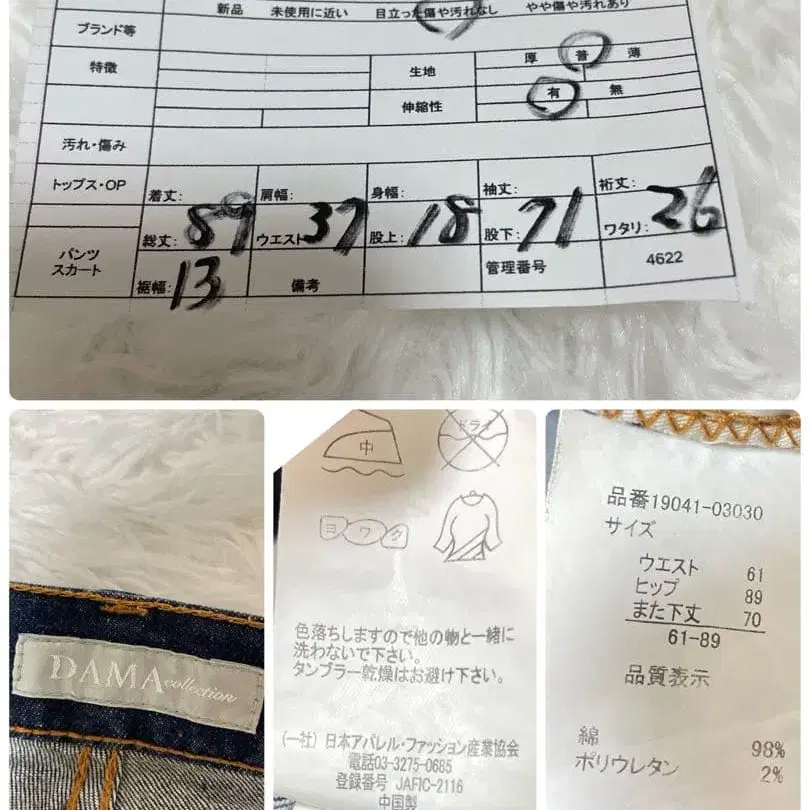 新品 未使用に近い 目立った傷や汚れなし やや傷や汚れあり
ブランド等
特徴 生地 厚 普 薄
伸縮性 有 無
汚れ・傷み
トップス・OP 着丈: 肩幅: 身幅: 袖丈: 裄丈:
パンツ スカート
総丈: 89 ウエスト 37 股上: 18 股下: 71 ワタリ: 26
裾幅: 13 備考 管理番号 4622
DAMA collection
中 ドライ
ヨワク
色落ちしますので他の物と一緒に
洗わないで下さい。
タンブラー乾燥はお避け下さい。
(一社)日本アパレル・ファッション産業協会
電話03-3275-0685
登録番号 JAFIC-2116
中国製
品番19041-03030
サイズ
ウエスト 61
ヒップ 89
また下丈 70
61-89
品質表示
綿 98%
ポリウレタン 2%